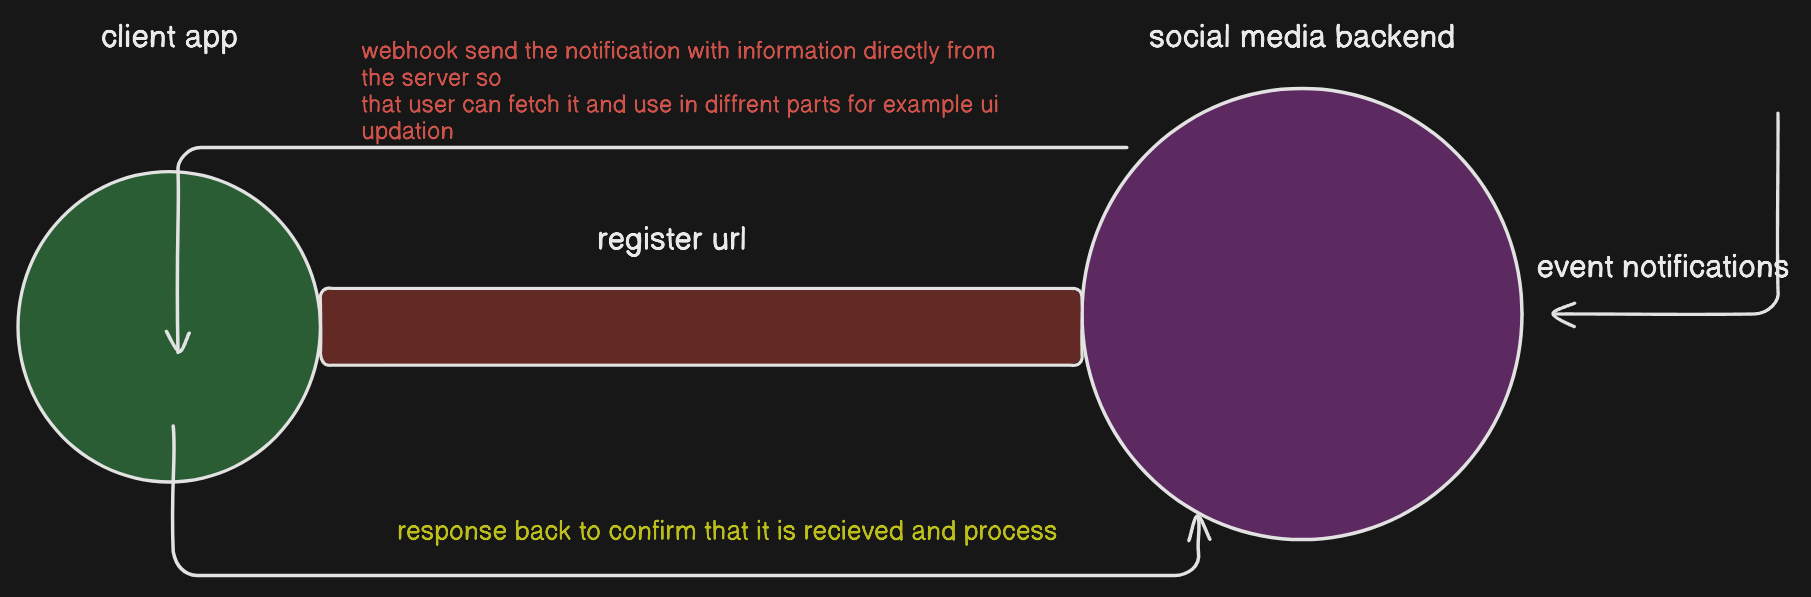 client app
social media backend
webhook send the notification with information directly from
the server so
that user can fetch it and use in diffrent parts for example ui
updation
register url
event notifications
response back to confirm that it is recieved and process